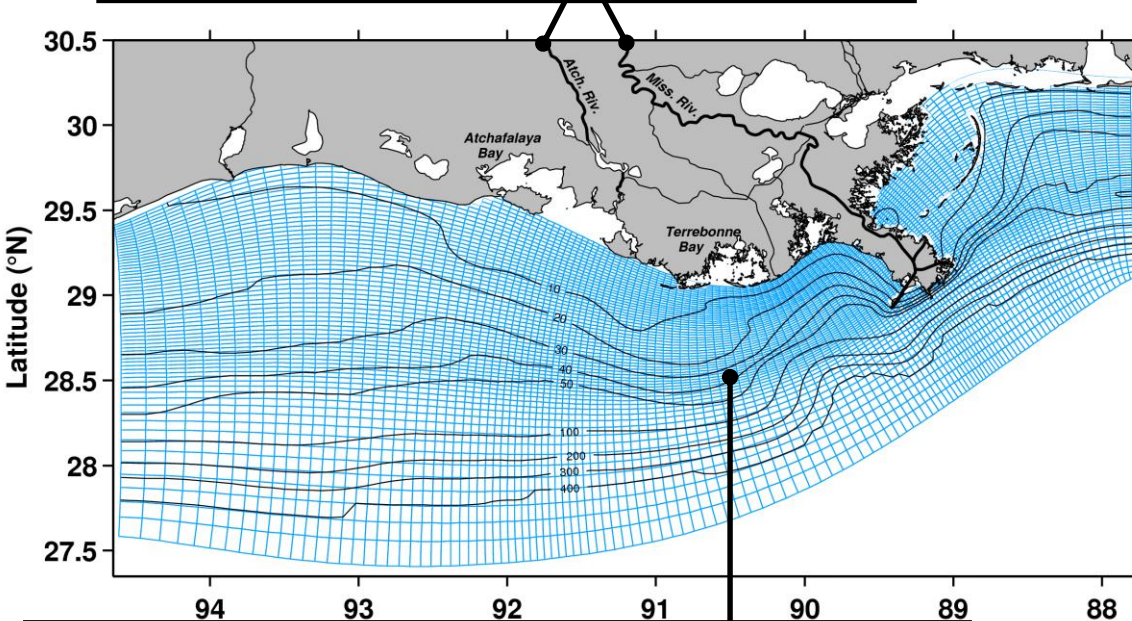 30.5
Atch. Riv.
Miss. Riv.
30
Atchafalaya
Bay
29.5
Terrebonne
Bay
29
10
20
30
28.5
40
50
100
28
200
300
400
27.5
Latitude (°N)
94 93 92 91 90 89 88